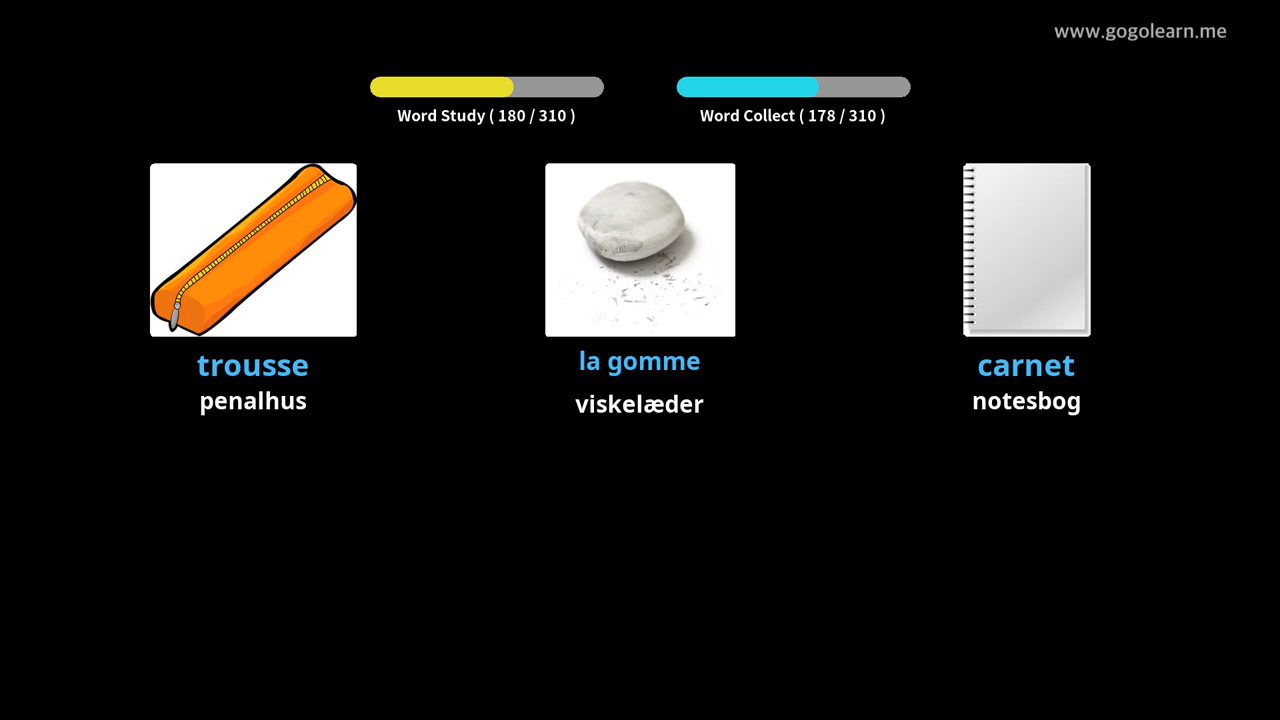 www.gogolearn.me
Word Study ( 180 / 310 )
Word Collect ( 178 / 310 )
trousse
penalhus
la gomme
viskelæder
carnet
notesbog